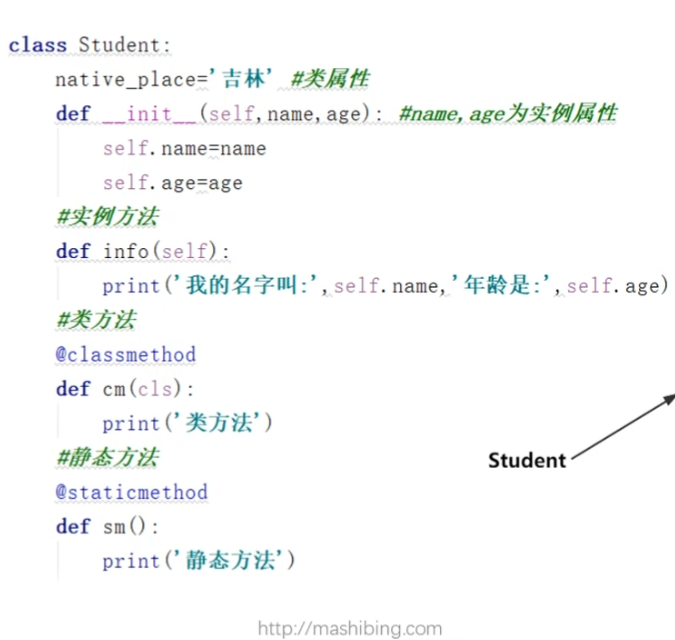 class Student:
native_place='吉林' #类属性
def __init__(self,name,age): #name,age为实例属性
self.name=name
self.age=age
#实例方法
def info(self):
print('我的名字叫:',self.name,'年龄是:',self.age)
#类方法
@classmethod
def cm(cls):
print('类方法')
#静态方法
@staticmethod
def sm():
print('静态方法')
Student
http://mashibing.com